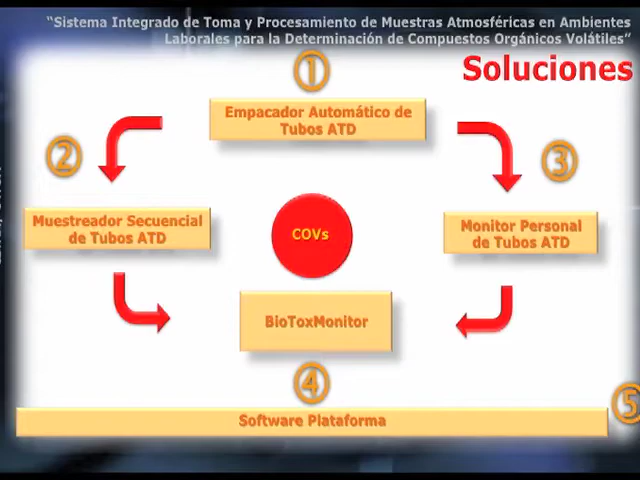 “Sistema Integrado de Toma y Procesamiento de Muestras Atmosféricas en Ambientes
Laborales para la Determinación de Compuestos Orgánicos Volátiles”
Soluciones
1
Empacador Automático de
Tubos ATD
2
3
Muestreador Secuencial
de Tubos ATD
COVs
Monitor Personal
de Tubos ATD
BioToxMonitor
4
5
Software Plataforma